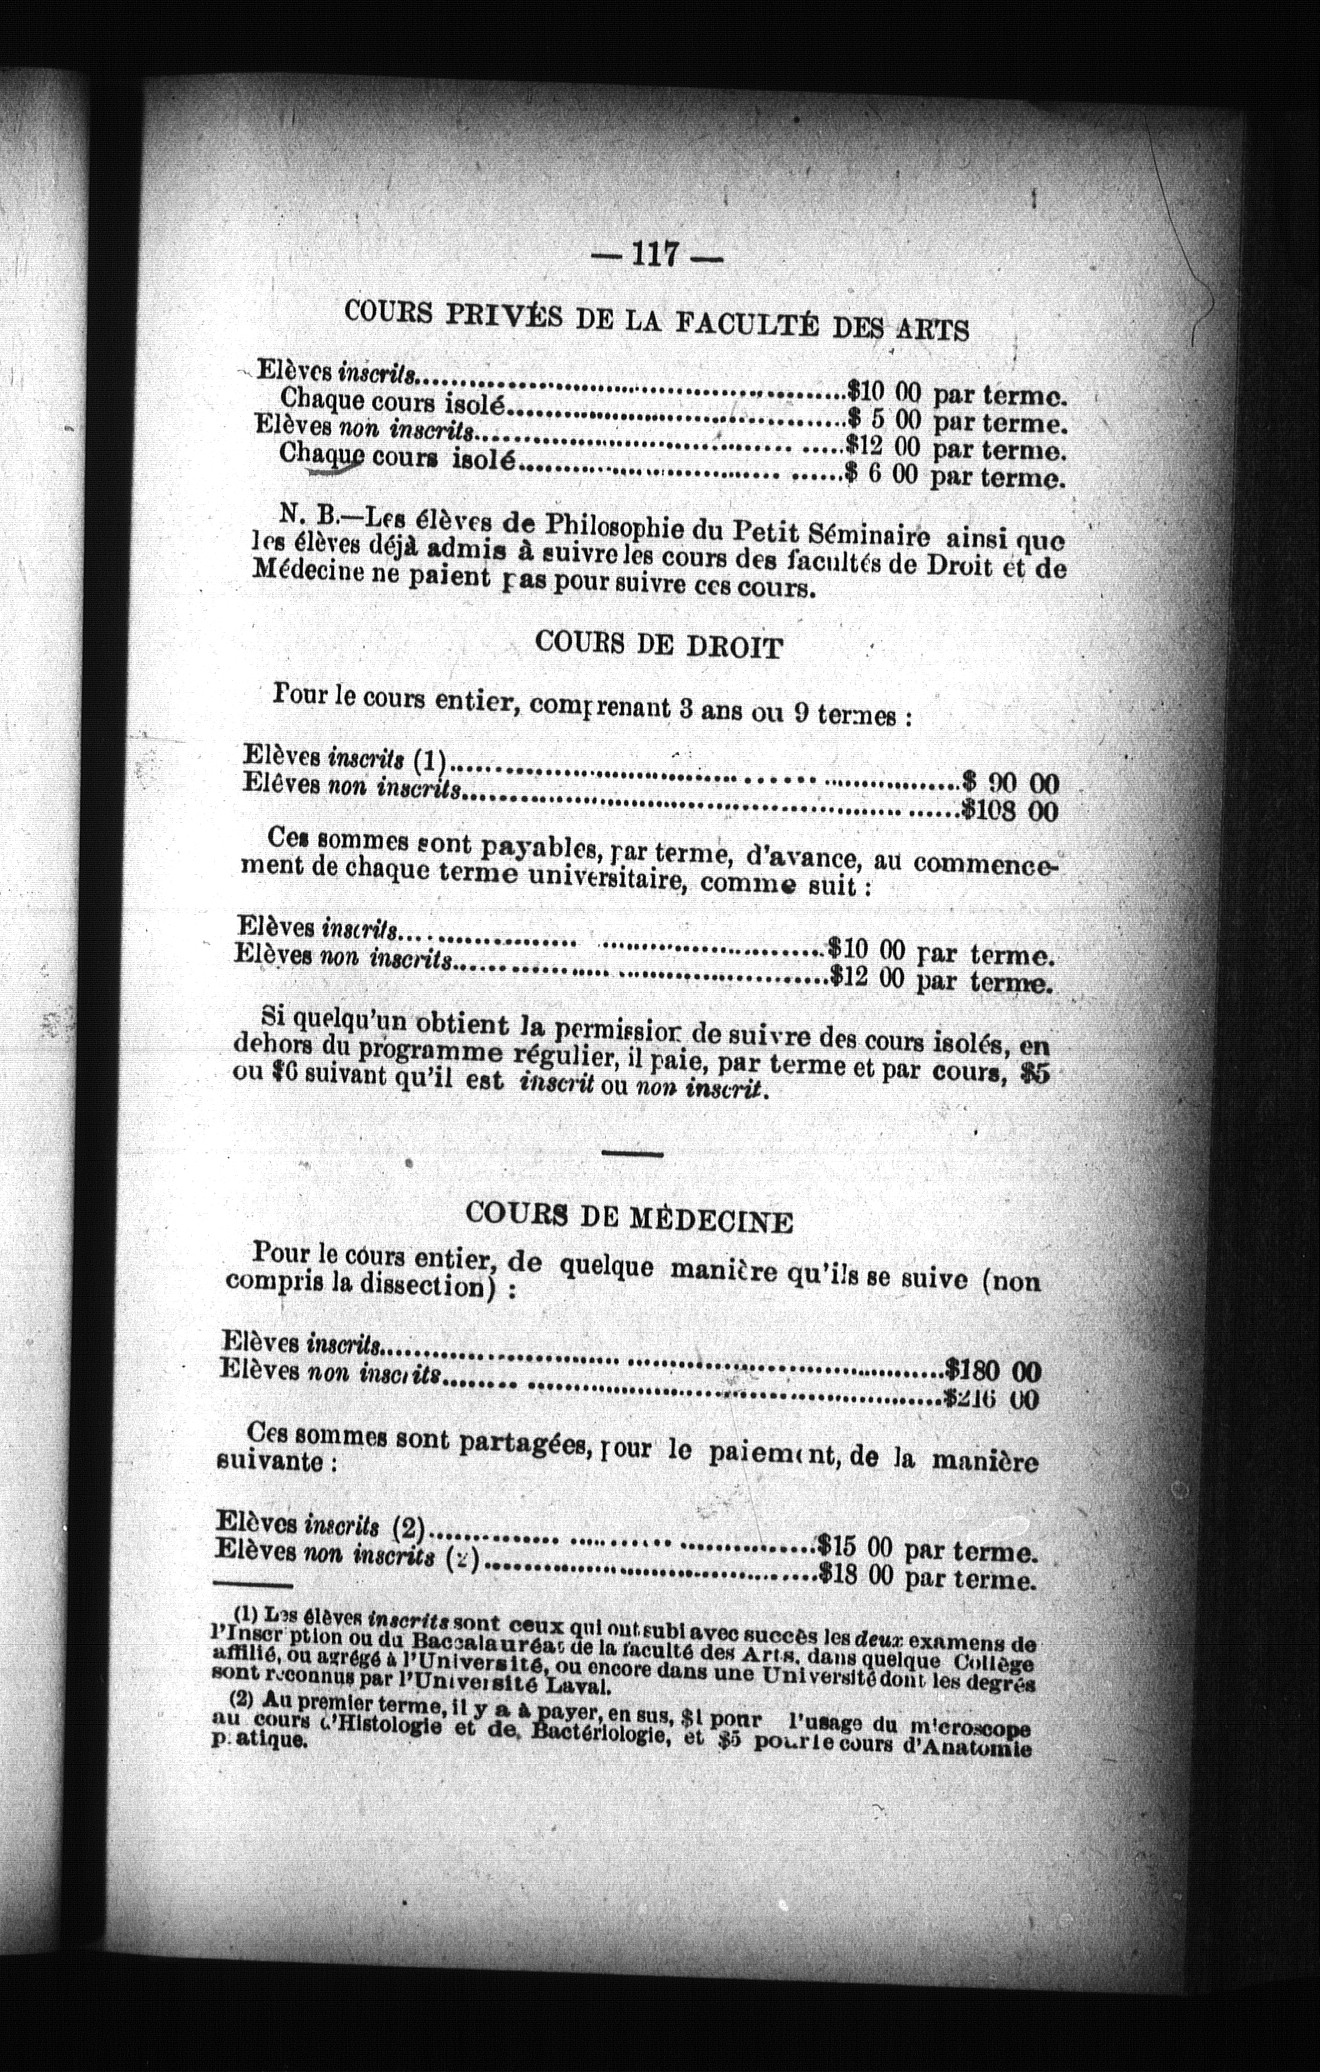 — 117 —
COURS PRIVÉS DE LA FACULTÉ DES ARTS
Elèves inscrits..............................$10 00 par terme.
Chaque cours isolé..............................$ 5 00 par terme.
Elèves non inscrits..............................$12 00 par terme.
Chaque cours isolé..............................$ 6 00 par terme.
N. B.—Les élèves de Philosophie du Petit Séminaire ainsi que
les élèves déjà admis à suivre les cours des facultés de Droit et de
Médecine ne paient pas pour suivre ces cours.
COURS DE DROIT
Pour le cours entier, comprenant 3 ans ou 9 termes :
Elèves inscrits (1)..............................$ 90 00
Elèves non inscrits..............................$108 00
Ces sommes sont payables, par terme, d'avance, au commence-
ment de chaque terme universitaire, comme suit :
Elèves inscrits..............................$10 00 par terme.
Elèves non inscrits..............................$12 00 par terme.
Si quelqu'un obtient la permission de suivre des cours isolés, en
dehors du programme régulier, il paie, par terme et par cours, $5
ou $6 suivant qu'il est inscrit ou non inscrit.
COURS DE MÉDECINE
Pour le cours entier, de quelque manière qu'ils se suive (non
compris la dissection) :
Elèves inscrits..............................$180 00
Elèves non inscrits..............................$216 00
Ces sommes sont partagées, pour le paiement, de la manière
suivante :
Elèves inscrits (2)..............................$15 00 par terme.
Elèves non inscrits (2)..............................$18 00 par terme.
(1) Les élèves inscrits sont ceux qui ont subi avec succès les deux examens de
l'Inscription ou du Baccalauréat de la faculté des Arts, dans quelque Collège
affilié, ou agrégé à l'Université, ou encore dans une Université dont les degrés
sont reconnus par l'Université Laval.
(2) Au premier terme, il y a à payer, en sus, $1 pour l'usage du microscope
au cours d'Histologie et de Bactériologie, et $5 pour le cours d'Anatomie
pratique.